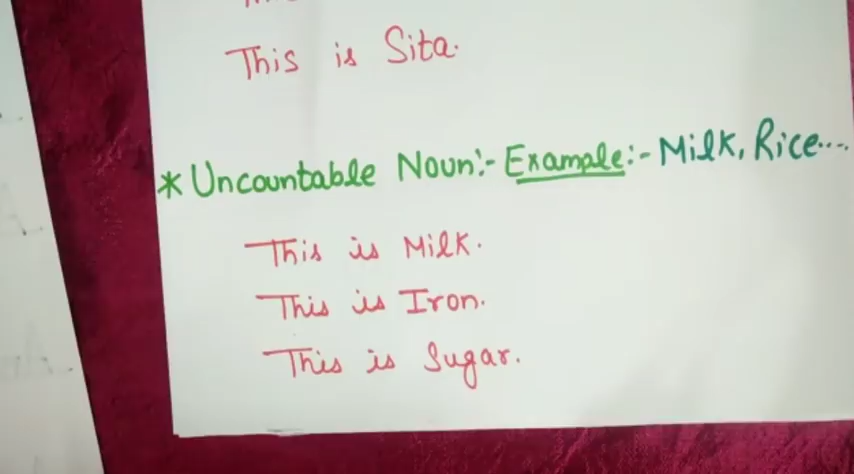 This is Sita.
* Uncountable Noun:- Example:- Milk, Rice....
This is Milk.
This is Iron.
This is Sugar.